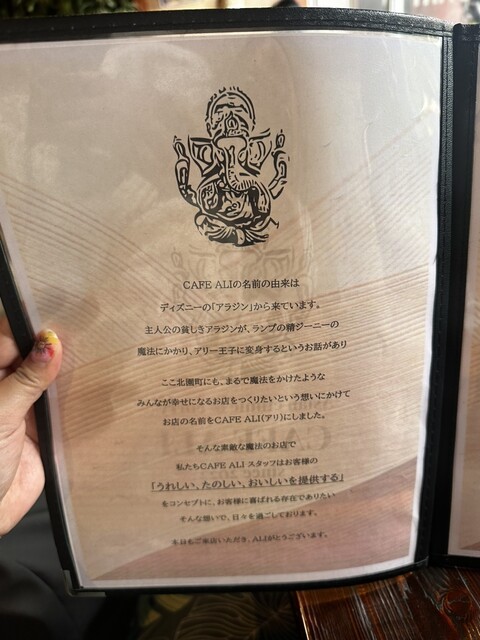 CAFE ALIの名前の由来は
ディズニーの「アラジン」から来ています。
主人公の貧しきアラジンが、ランプの精ジーニーの
魔法にかかり、アリー王子に変身するというお話があり
ここ北園町にも、まるで魔法をかけたような
みんなが幸せになるお店をつくりたいという想いにかけて
お店の名前をCAFE ALI(アリ)にしました。
そんな素敵な魔法のお店で
私たちCAFE ALI スタッフはお客様の
「うれしい、たのしい、おいしいを提供する」
をコンセプトに、お客様に喜ばれる存在でありたい
そんな想いで、日々を過ごしております。
本日もご来店いただき、ALIがとうございます。